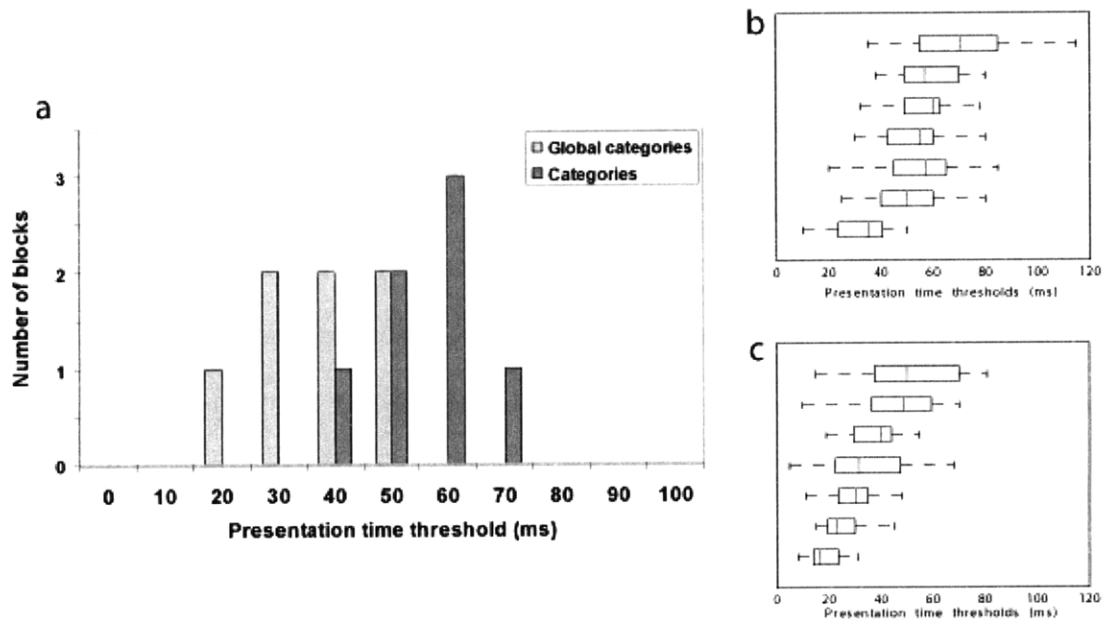 a
Number of blocks
3
2
1
0
Global categories
Categories
0 10 20 30 40 50 60 70 80 90 100
Presentation time threshold (ms)
b
0 20 40 60 80 100 120
Presentation time thresholds (ms)
c
0 20 40 60 80 100 120
Presentation time thresholds (ms)